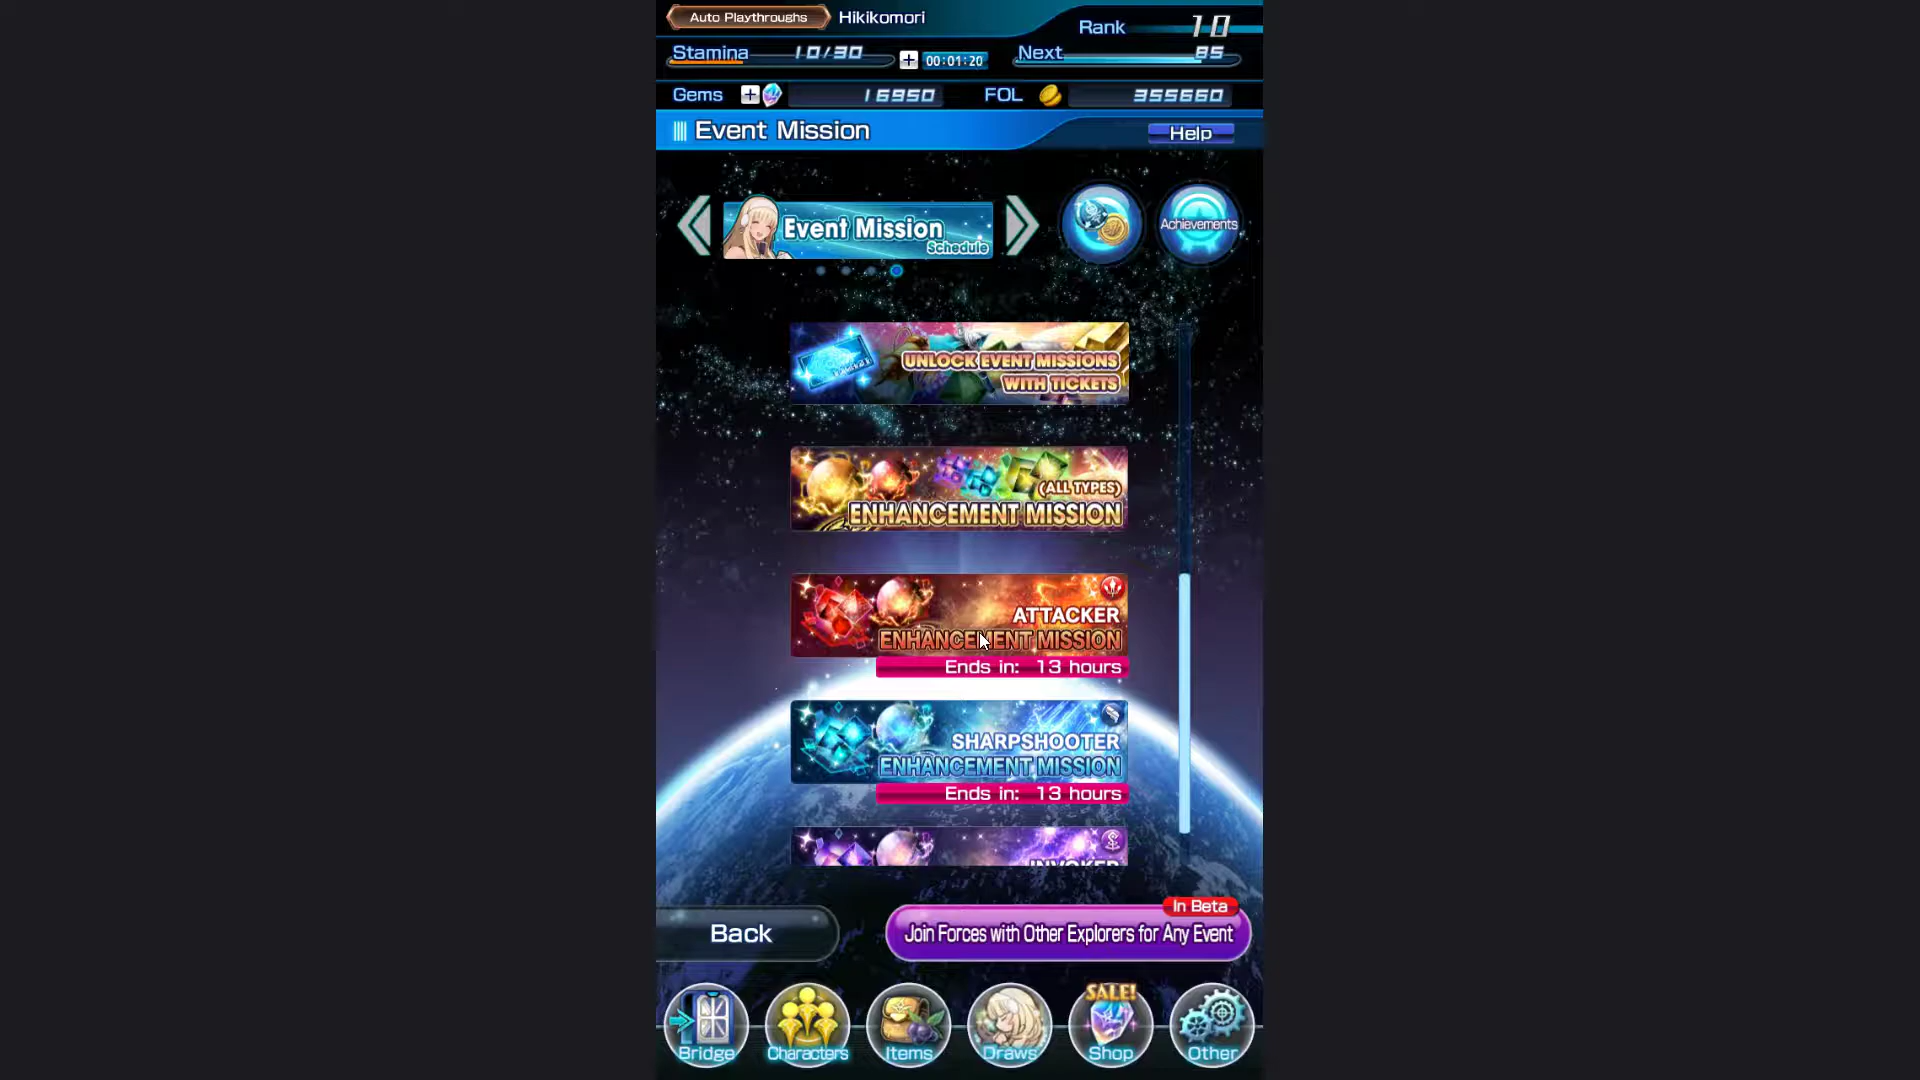 Auto Playthroughs Hikikomori
Rank 10
Stamina 10/30 00:01:20 Next 85
Gems 16950 FOL 355660
Event Mission Help
Event Mission
Schedule
Achievements
UNLOCK EVENT MISSIONS
WITH TICKETS
(ALL TYPES)
ENHANCEMENT MISSION
ATTACKER
ENHANCEMENT MISSION
Ends in: 13 hours
SHARPSHOOTER
ENHANCEMENT MISSION
Ends in: 13 hours
INVOKER
In Beta
Back Join Forces with Other Explorers for Any Event
SALE!
Bridge Characters Items Draws Shop Other